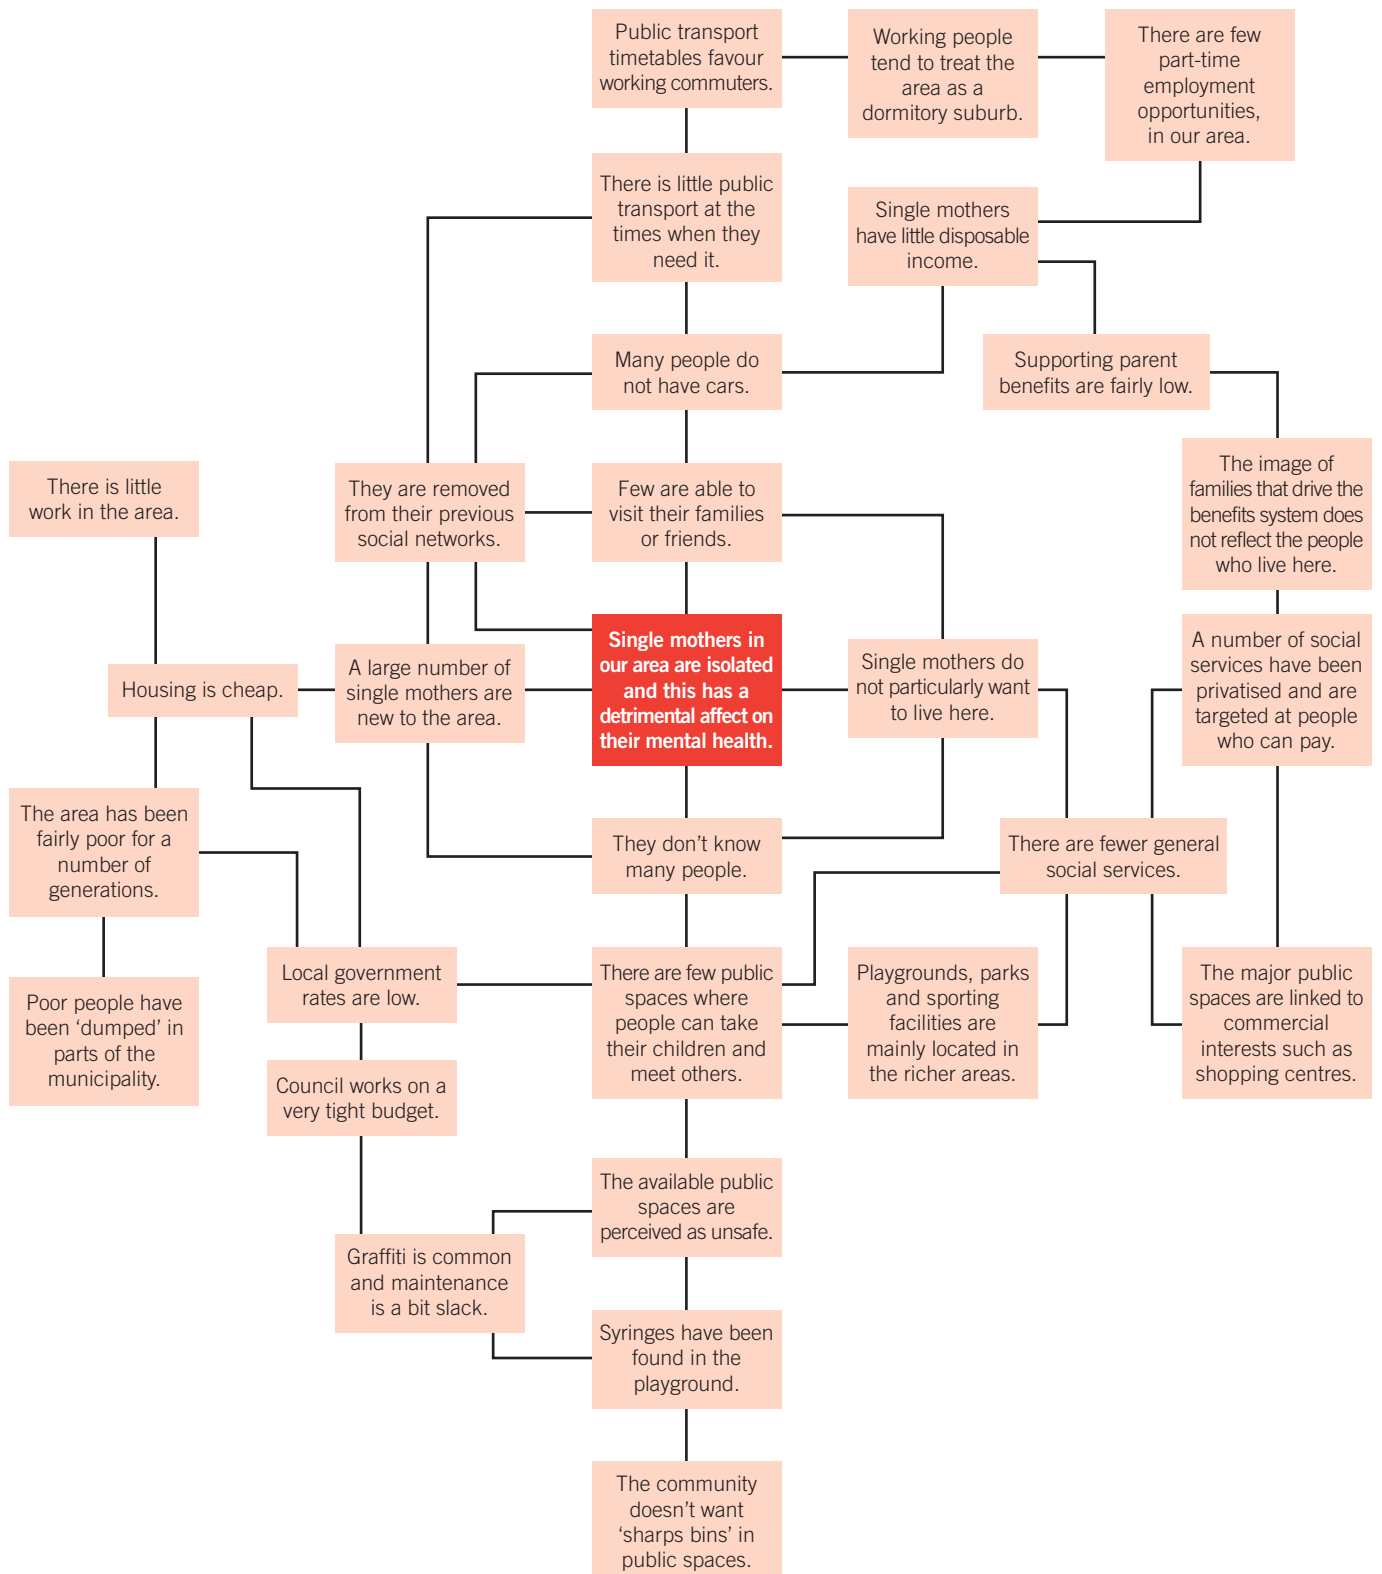 Public transport
timetables favour
working commuters.
Working people
tend to treat the
area as a
dormitory suburb.
There are few
part-time
employment
opportunities,
in our area.
There is little public
transport at the
times when they
need it.
Single mothers
have little disposable
income.
Many people do
not have cars.
Supporting parent
benefits are fairly low.
There is little
work in the area.
They are removed
from their previous
social networks.
Few are able to
visit their families
or friends.
The image of
families that drive the
benefits system does
not reflect the people
who live here.
Housing is cheap.
A large number of
single mothers are
new to the area.
Single mothers in
our area are isolated
and this has a
detrimental affect on
their mental health.
Single mothers do
not particularly want
to live here.
A number of social
services have been
privatised and are
targeted at people
who can pay.
The area has been
fairly poor for a
number of
generations.
They don’t know
many people.
There are fewer general
social services.
Poor people have
been ‘dumped’ in
parts of the
municipality.
Local government
rates are low.
There are few public
spaces where
people can take
their children and
meet others.
Playgrounds, parks
and sporting
facilities are
mainly located in
the richer areas.
The major public
spaces are linked to
commercial
interests such as
shopping centres.
Council works on a
very tight budget.
The available public
spaces are
perceived as unsafe.
Graffiti is common
and maintenance
is a bit slack.
Syringes have been
found in the
playground.
The community
doesn’t want
‘sharps bins’ in
public spaces.